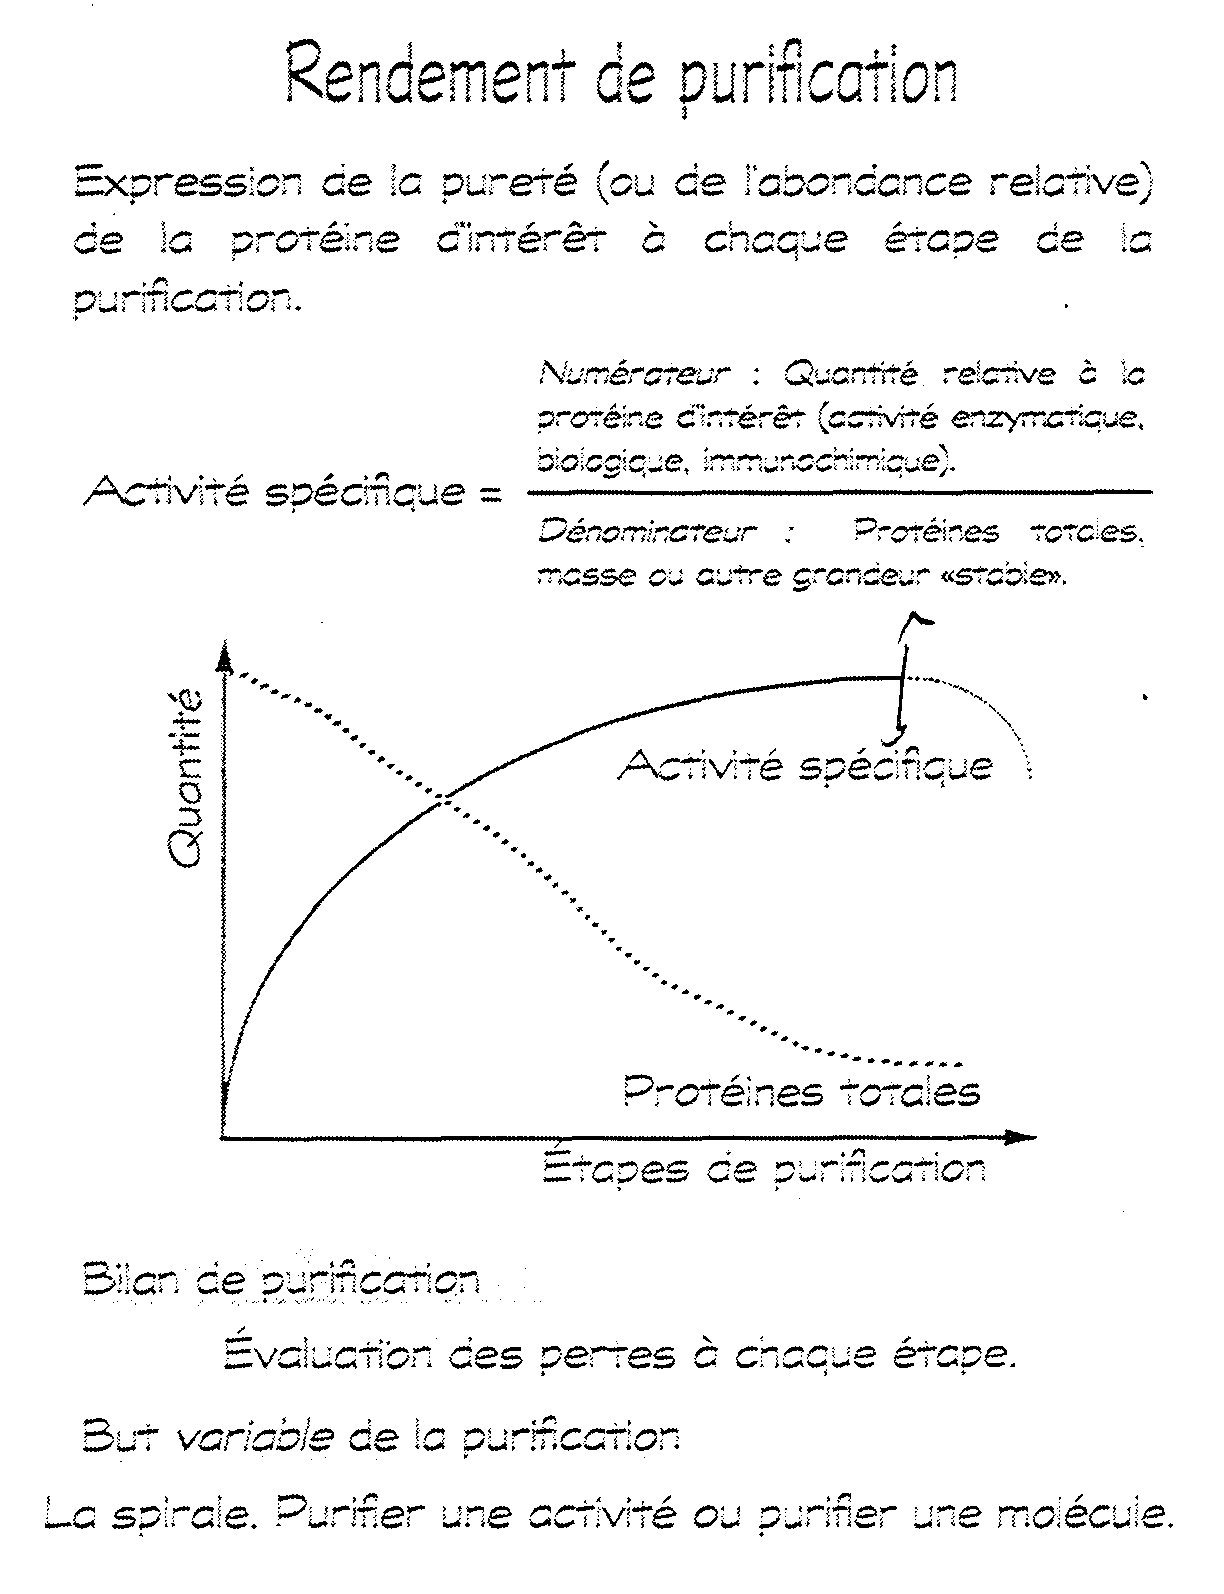 Rendement de purification
Expression de la pureté (ou de l'abondance relative)
de la protéine d'intérêt à chaque étape de la
purification.
Numérateur : Quantité relative à la
protéine d'intérêt (activité enzymatique,
biologique, immunochimique).
Activité spécifique =
Dénominateur : Protéines totales,
masse ou autre grandeur «stable».
Quantité
Activité spécifique
Protéines totales
Étapes de purification
Bilan de purification
Évaluation des pertes à chaque étape.
But variable de la purification
La spirale. Purifier une activité ou purifier une molécule.